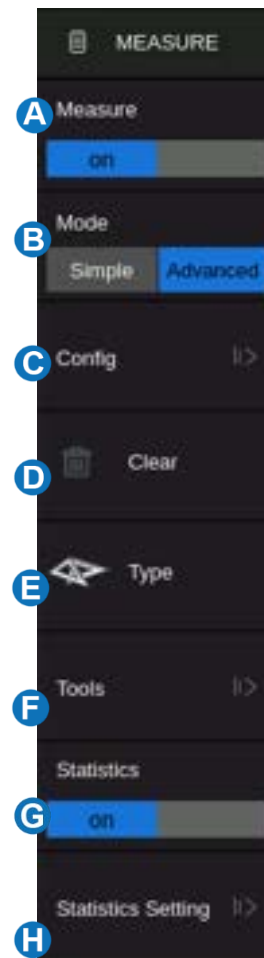 MEASURE
A Measure
on
B Mode
Simple Advanced
C Config
D Clear
E Type
F Tools
Statistics
G on
Statistics Setting
H